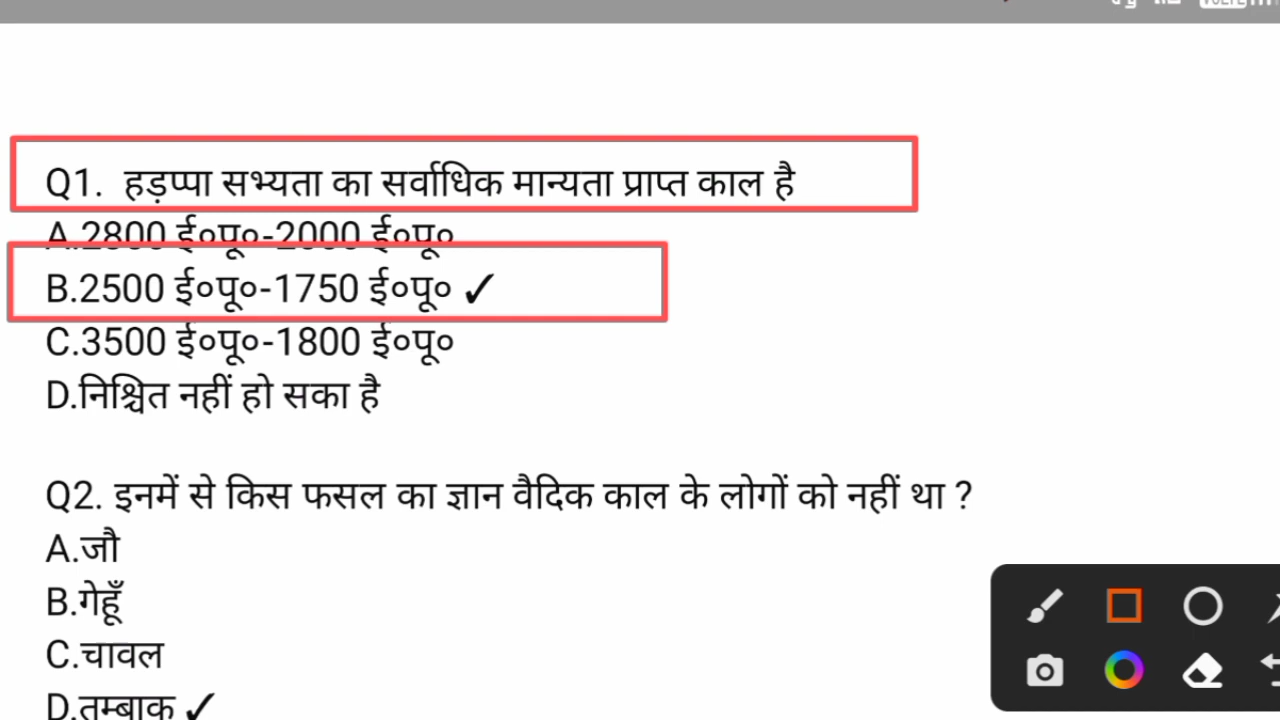 Q1. हड़प्पा सभ्यता का सर्वाधिक मान्यता प्राप्त काल है
A.2800 ई०पू०-2000 ई०पू०
B.2500 ई०पू०-1750 ई०पू० ✓
C.3500 ई०पू०-1800 ई०पू०
D.निश्चित नहीं हो सका है
Q2. इनमें से किस फसल का ज्ञान वैदिक काल के लोगों को नहीं था ?
A.जौ
B.गेहूँ
C.चावल
D.तम्बाकू ✓